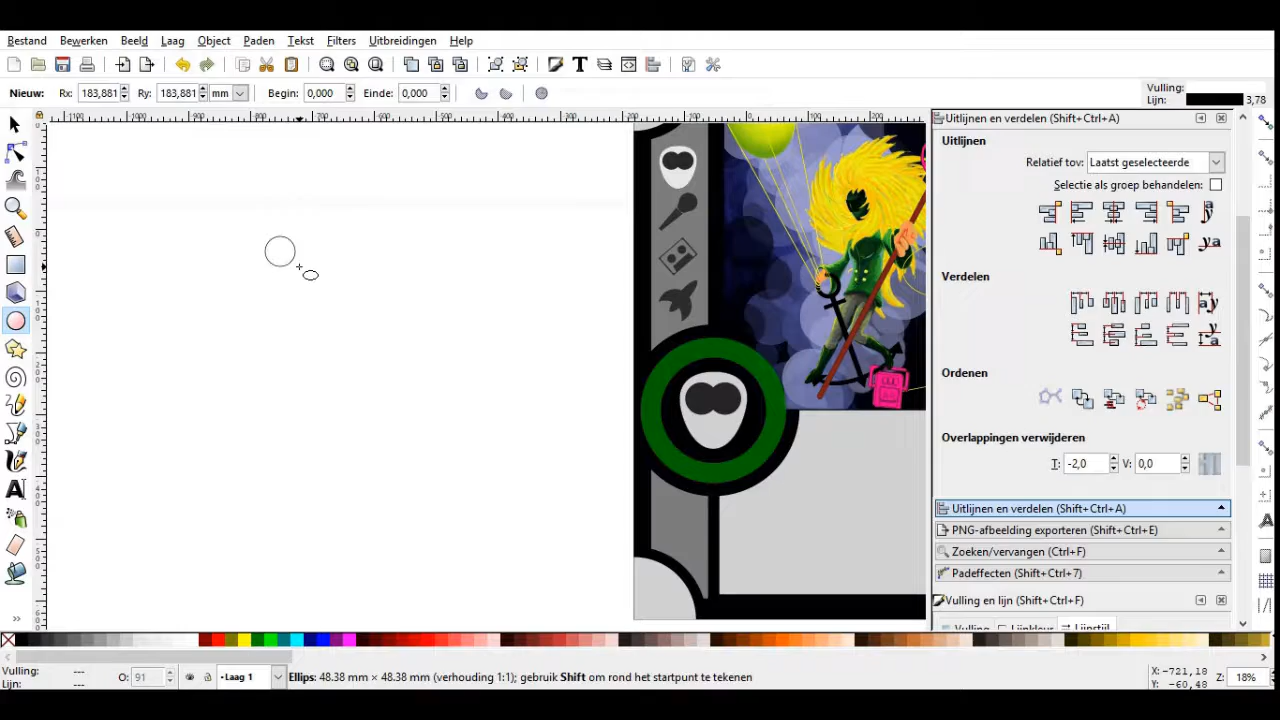 Bestand Bewerken Beeld Laag Object Paden Tekst Filters Uitbreidingen Help
Nieuw: Rx: 183,881 Ry: 183,881 mm Begin: 0,000 Einde: 0,000
Vulling:
Lijn: 3,78
Uitlijnen en verdelen (Shift+Ctrl+A)
Uitlijnen
Relatief tov: Laatst geselecteerde
Selectie als groep behandelen:
Verdelen
Ordenen
Overlappingen verwijderen
T: -2,0 V: 0,0
Uitlijnen en verdelen (Shift+Ctrl+A)
PNG-afbeelding exporteren (Shift+Ctrl+E)
Zoeken/vervangen (Ctrl+F)
Padeffecten (Shift+Ctrl+7)
Vulling en lijn (Shift+Ctrl+F)
Vulling Lijnkleur Lijnstijl
Vulling: ---
Lijn: ---
O: 91
Laag 1
Ellips: 48.38 mm × 48.38 mm (verhouding 1:1); gebruik Shift om rond het startpunt te tekenen
X: -721,18
Y: -60,48
Z: 18%